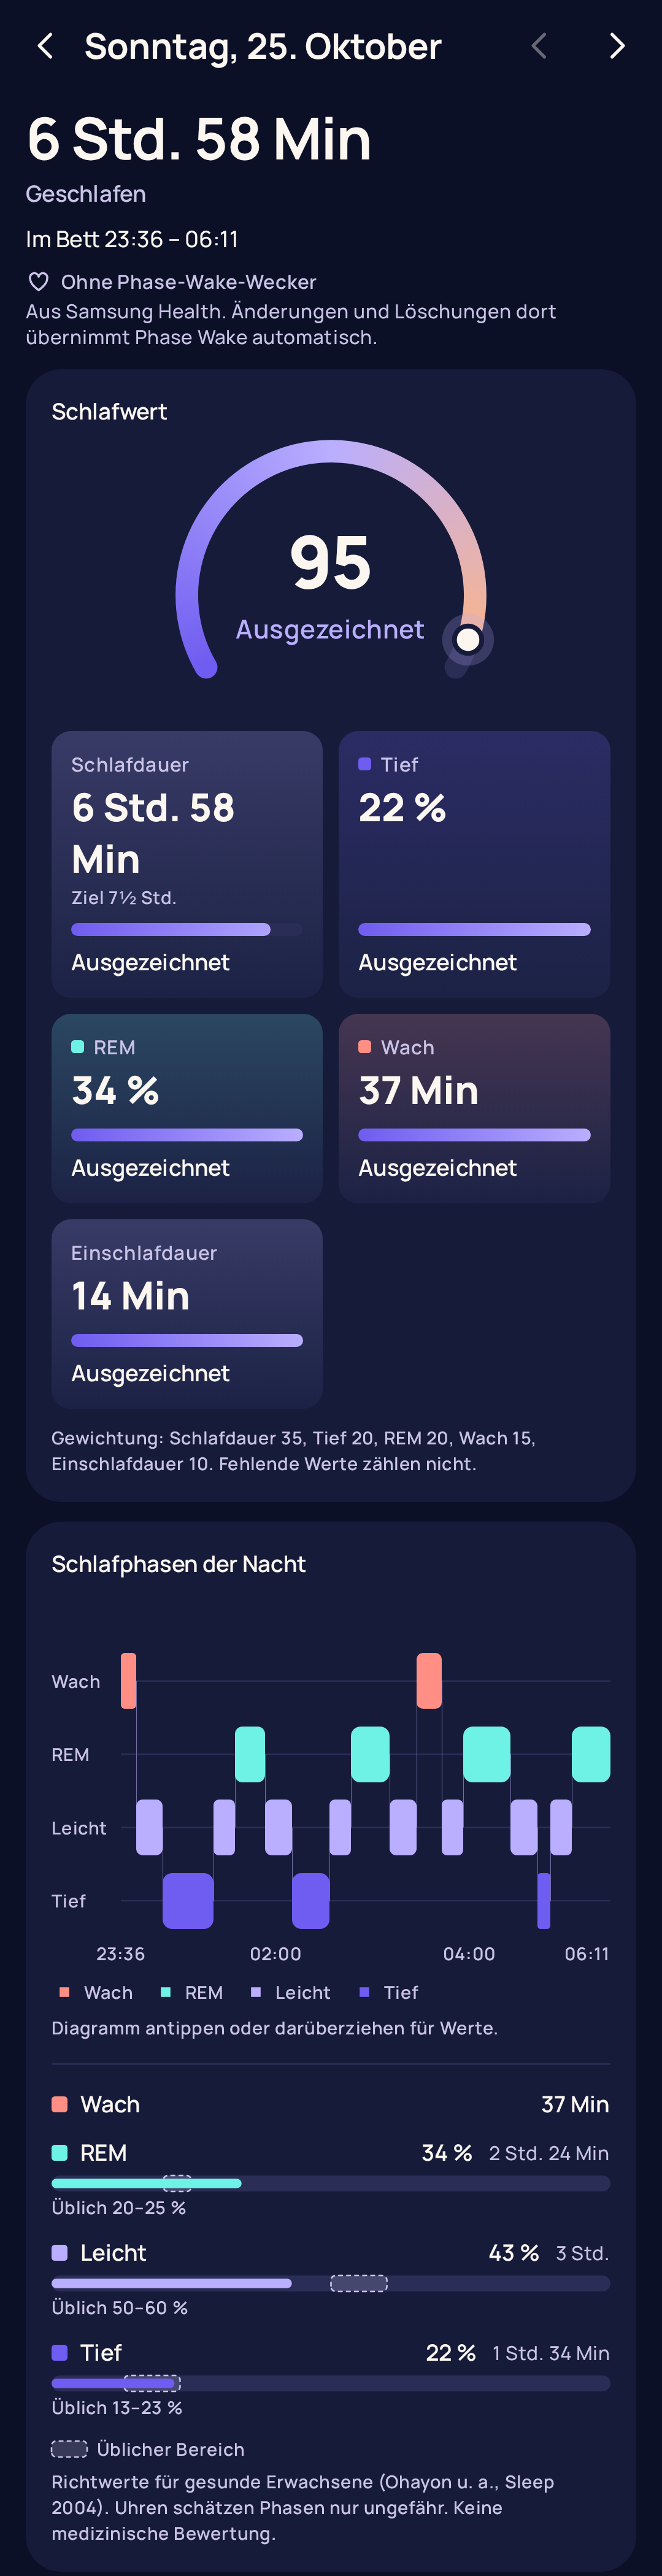 Sonntag, 25. Oktober
6 Std. 58 Min
Geschlafen
Im Bett 23:36 – 06:11
Ohne Phase-Wake-Wecker
Aus Samsung Health. Änderungen und Löschungen dort
übernimmt Phase Wake automatisch.
Schlafwert
95
Ausgezeichnet
Schlafdauer
6 Std. 58
Min
Ziel 7½ Std.
Ausgezeichnet
Tief
22 %
Ausgezeichnet
REM
34 %
Ausgezeichnet
Wach
37 Min
Ausgezeichnet
Einschlafdauer
14 Min
Ausgezeichnet
Gewichtung: Schlafdauer 35, Tief 20, REM 20, Wach 15,
Einschlafdauer 10. Fehlende Werte zählen nicht.
Schlafphasen der Nacht
Wach
REM
Leicht
Tief
23:36 02:00 04:00 06:11
Wach REM Leicht Tief
Diagramm antippen oder darüberziehen für Werte.
Wach 37 Min
REM 34 % 2 Std. 24 Min
Üblich 20–25 %
Leicht 43 % 3 Std.
Üblich 50–60 %
Tief 22 % 1 Std. 34 Min
Üblich 13–23 %
Üblicher Bereich
Richtwerte für gesunde Erwachsene (Ohayon u. a., Sleep
2004). Uhren schätzen Phasen nur ungefähr. Keine
medizinische Bewertung.